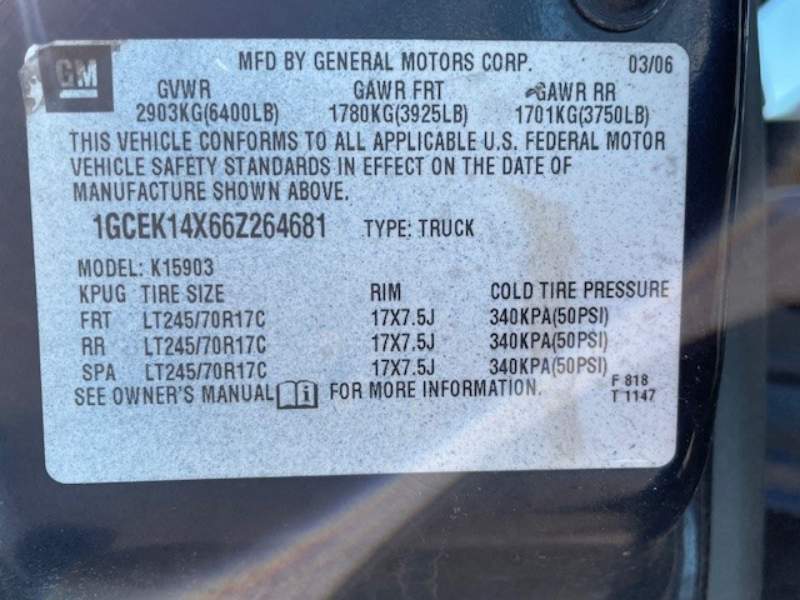 GM
MFD BY GENERAL MOTORS CORP. 03/06
GVWR GAWR FRT GAWR RR
2903KG(6400LB) 1780KG(3925LB) 1701KG(3750LB)
THIS VEHICLE CONFORMS TO ALL APPLICABLE U.S. FEDERAL MOTOR
VEHICLE SAFETY STANDARDS IN EFFECT ON THE DATE OF
MANUFACTURE SHOWN ABOVE.
1GCEK14X66Z264681 TYPE: TRUCK
MODEL: K15903
KPUG TIRE SIZE RIM COLD TIRE PRESSURE
FRT LT245/70R17C 17X7.5J 340KPA(50PSI)
RR LT245/70R17C 17X7.5J 340KPA(50PSI)
SPA LT245/70R17C 17X7.5J 340KPA(50PSI)
SEE OWNER'S MANUAL i FOR MORE INFORMATION.
F 818
T 1147